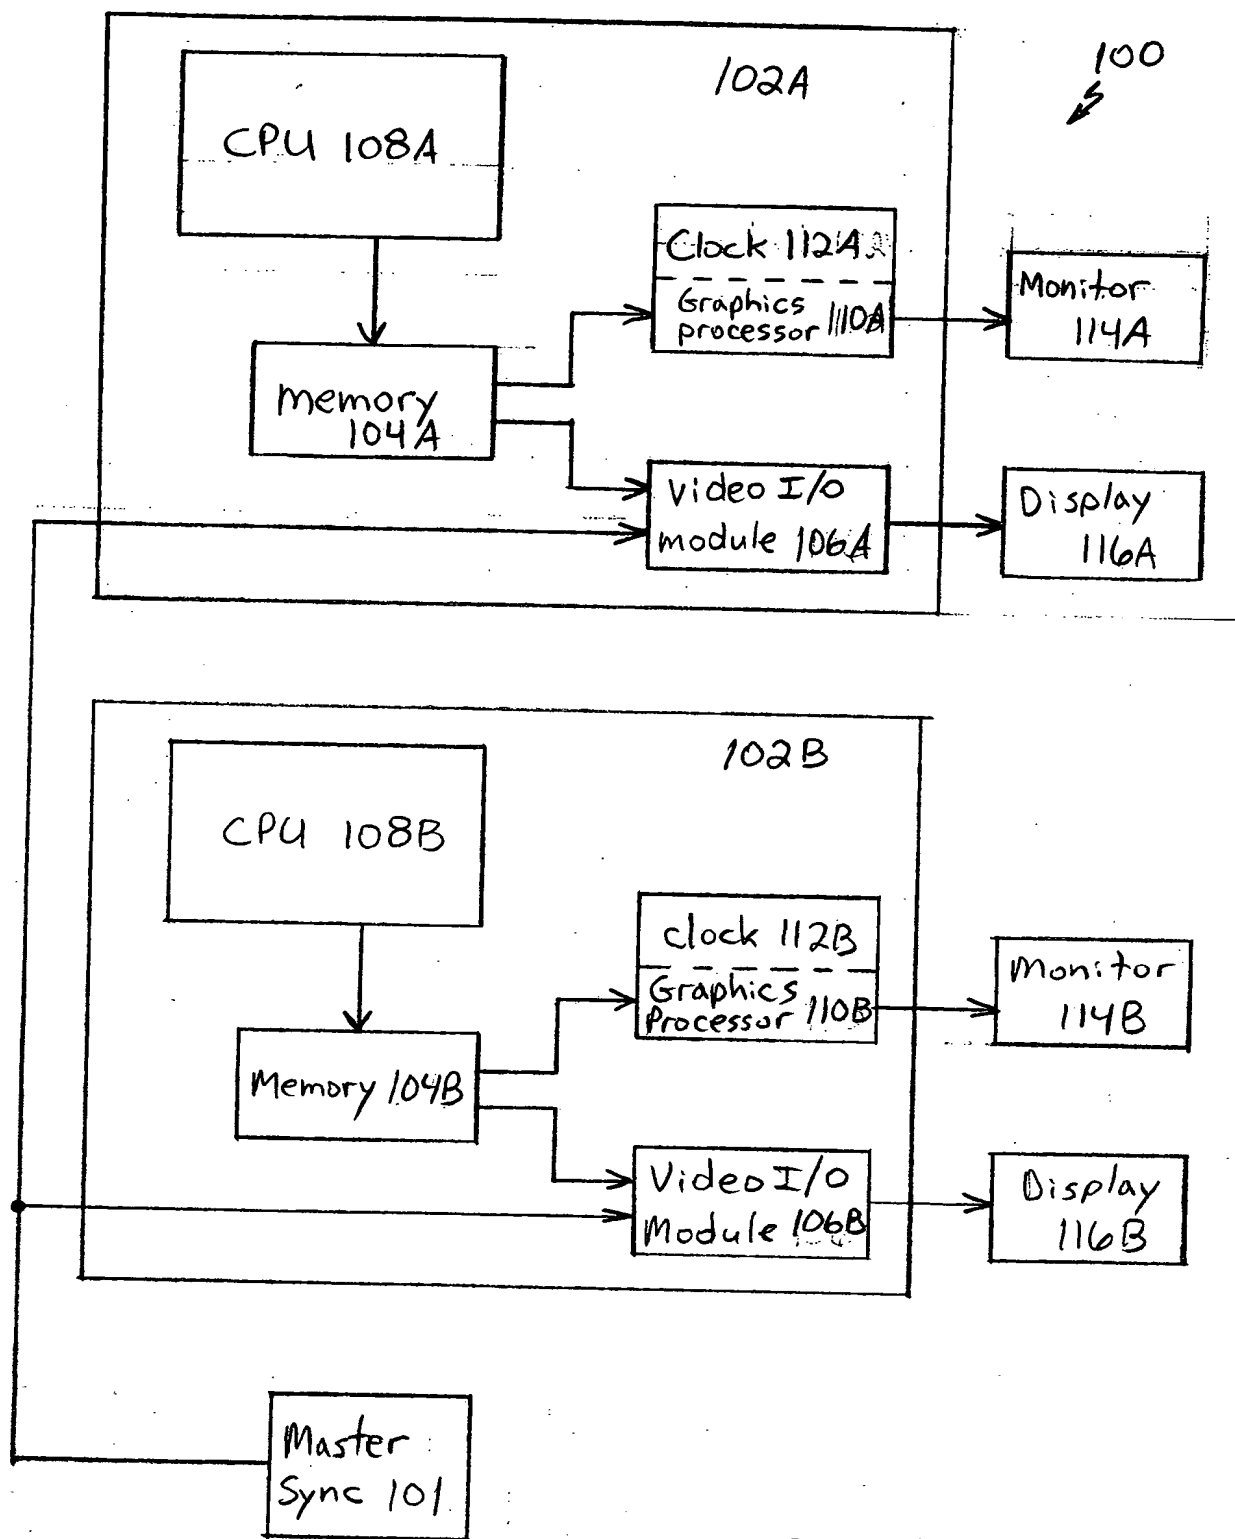 100
102A
CPU 108A
Clock 112A
Graphics
processor 110A
Monitor
114A
memory
104A
Video I/O
module 106A
Display
116A
102B
CPU 108B
clock 112B
Graphics
Processor 110B
Monitor
114B
Memory 104B
Video I/O
Module 106B
Display
116B
Master
Sync 101